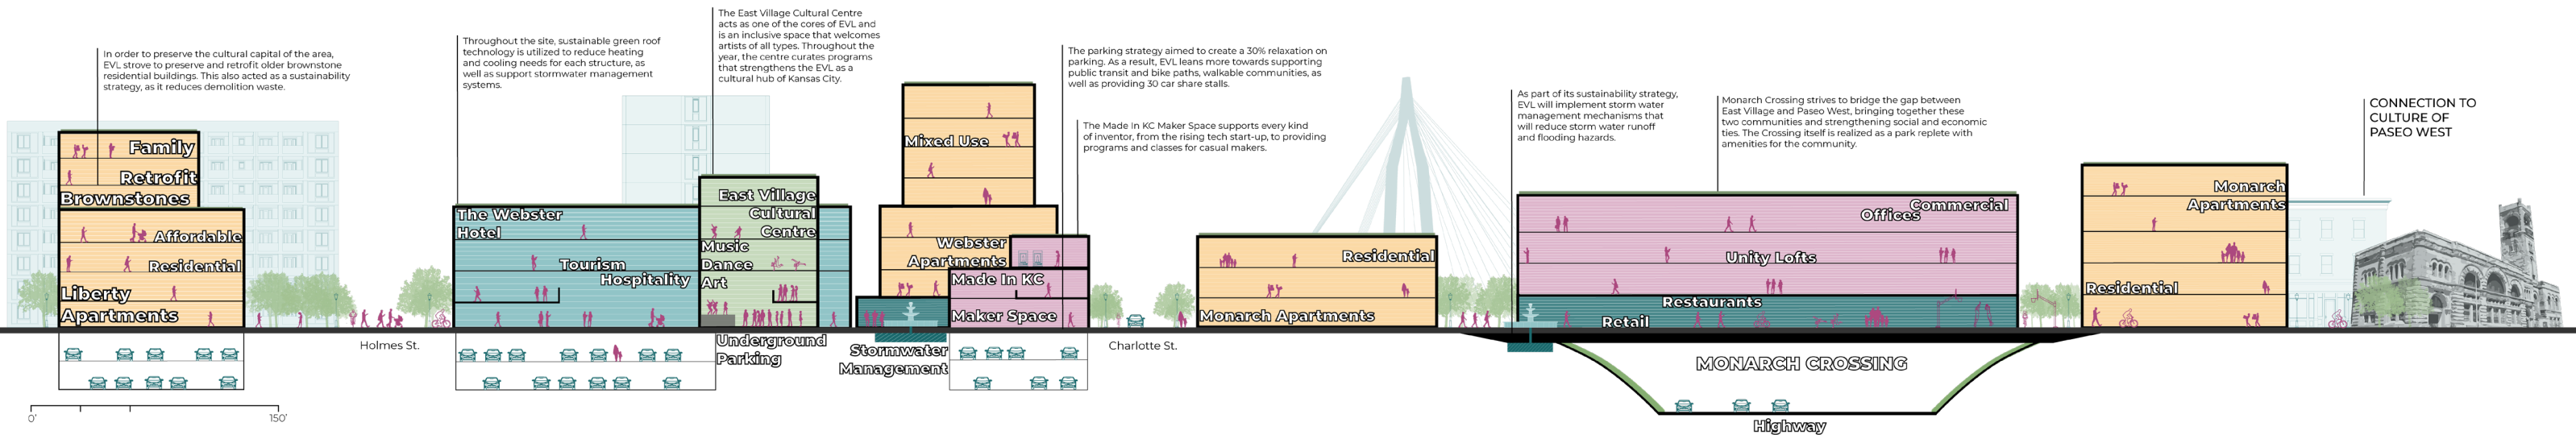 In order to preserve the cultural capital of the area,
EVL strove to preserve and retrofit older brownstone
residential buildings. This also acted as a sustainability
strategy, as it reduces demolition waste.
Throughout the site, sustainable green roof
technology is utilized to reduce heating
and cooling needs for each structure, as
well as support stormwater management
systems.
The East Village Cultural Centre
acts as one of the cores of EVL and
is an inclusive space that welcomes
artists of all types. Throughout the
year, the centre curates programs
that strengthens the EVL as a
cultural hub of Kansas City.
The parking strategy aimed to create a 30% relaxation on
parking. As a result, EVL leans more towards supporting
public transit and bike paths, walkable communities, as
well as providing 30 car share stalls.
The Made In KC Maker Space supports every kind
of inventor, from the rising tech start-up, to providing
programs and classes for casual makers.
As part of its sustainability strategy,
EVL will implement storm water
management mechanisms that
will reduce storm water runoff
and flooding hazards.
Monarch Crossing strives to bridge the gap between
East Village and Paseo West, bringing together these
two communities and strengthening social and economic
ties. The Crossing itself is realized as a park replete with
amenities for the community.
CONNECTION TO
CULTURE OF
PASEO WEST
Family
Retrofit
Brownstones
Affordable
Residential
Liberty
Apartments
Holmes St.
The Webster
Hotel
Tourism
Hospitality
East Village
Cultural
Centre
Music
Dance
Art
Underground
Parking
Mixed Use
Webster
Apartments
Made In KC
Maker Space
Stormwater
Management
Charlotte St.
Residential
Monarch Apartments
Commercial
Offices
Unity Lofts
Restaurants
Retail
MONARCH CROSSING
Highway
Monarch
Apartments
Residential
0'
150'